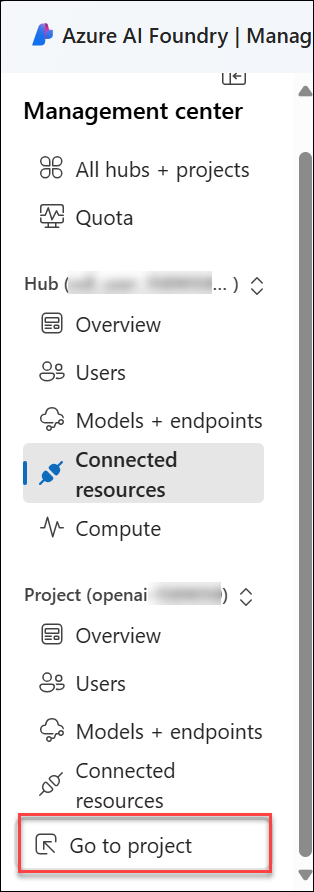 Azure AI Foundry | Manag
Management center
All hubs + projects
Quota
Hub ( ... )
Overview
Users
Models + endpoints
Connected
resources
Compute
Project (openai )
Overview
Users
Models + endpoints
Connected
resources
Go to project